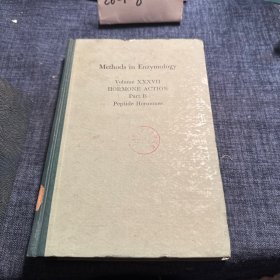 Methods in Enzymology
Volume XXXVII
HORMONE ACTION
Part B
Peptide Hormones